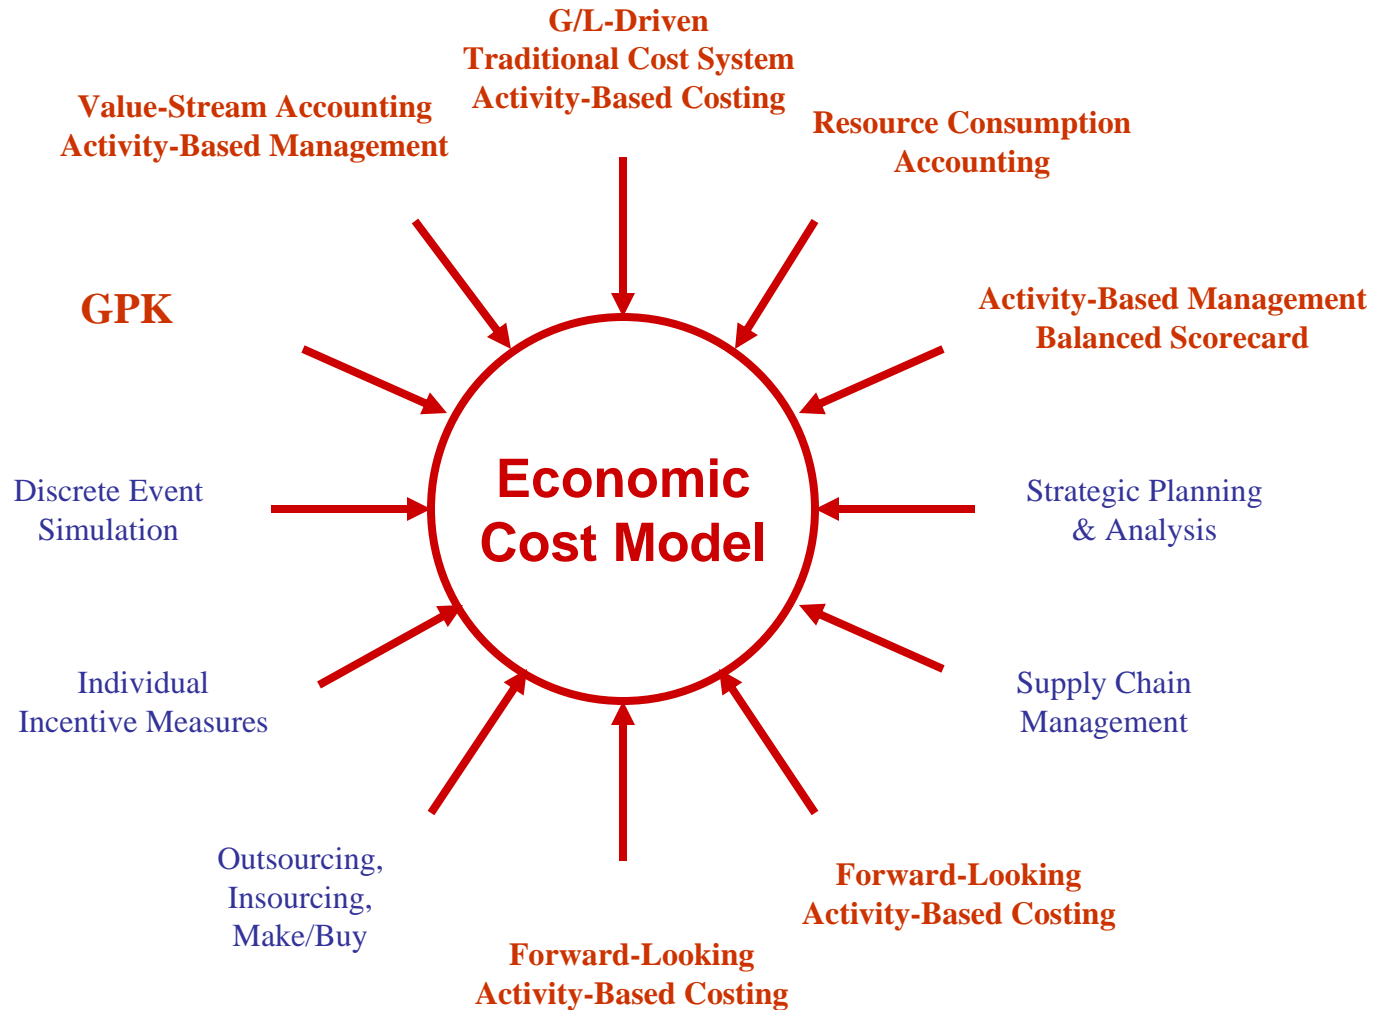 G/L-Driven
Traditional Cost System
Activity-Based Costing
Value-Stream Accounting
Activity-Based Management
Resource Consumption
Accounting
GPK
Activity-Based Management
Balanced Scorecard
Economic
Cost Model
Discrete Event
Simulation
Strategic Planning
& Analysis
Individual
Incentive Measures
Supply Chain
Management
Outsourcing,
Insourcing,
Make/Buy
Forward-Looking
Activity-Based Costing
Forward-Looking
Activity-Based Costing